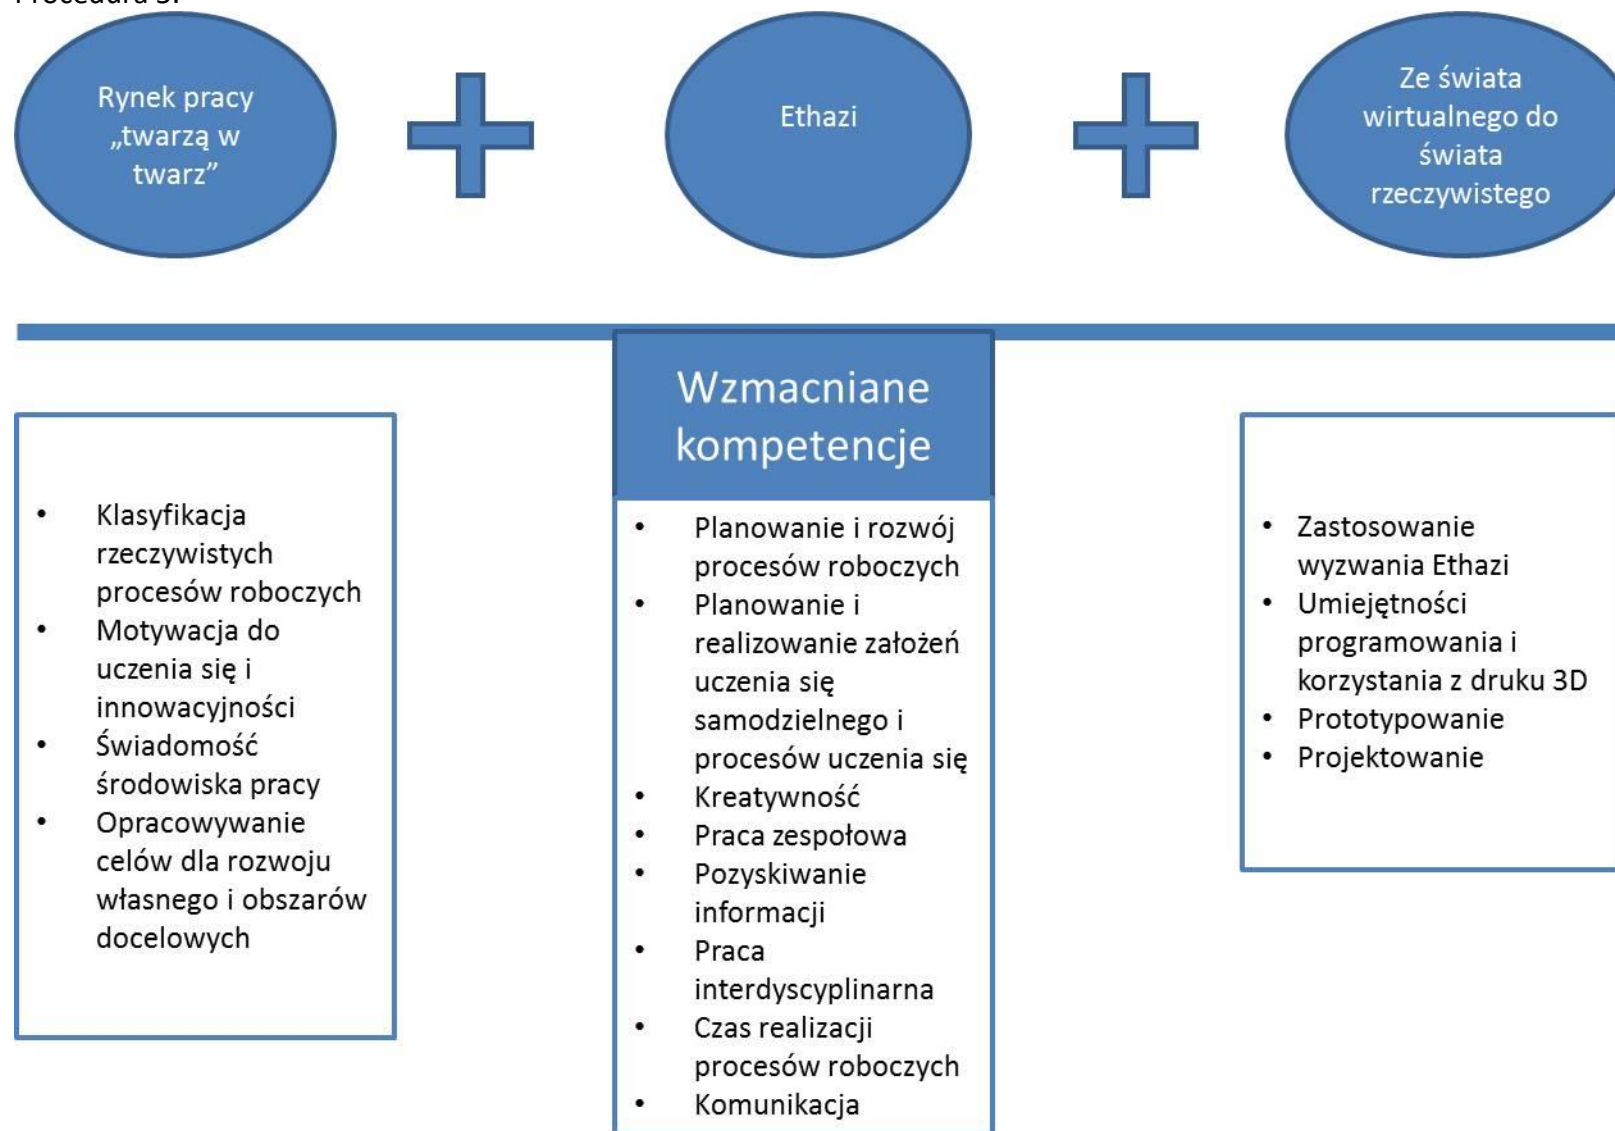 Procedura 3:
Rynek pracy
„twarzą w
twarz”
Ethazi
Ze świata
wirtualnego do
świata
rzeczywistego
Wzmacniane
kompetencje
• Klasyfikacja
rzeczywistych
procesów roboczych
• Motywacja do
uczenia się i
innowacyjności
• Świadomość
środowiska pracy
• Opracowywanie
celów dla rozwoju
własnego i obszarów
docelowych
• Planowanie i rozwój
procesów roboczych
• Planowanie i
realizowanie założeń
uczenia się
samodzielnego i
procesów uczenia się
• Kreatywność
• Praca zespołowa
• Pozyskiwanie
informacji
• Praca
interdyscyplinarna
• Czas realizacji
procesów roboczych
• Komunikacja
• Zastosowanie
wyzwania Ethazi
• Umiejętności
programowania i
korzystania z druku 3D
• Prototypowanie
• Projektowanie